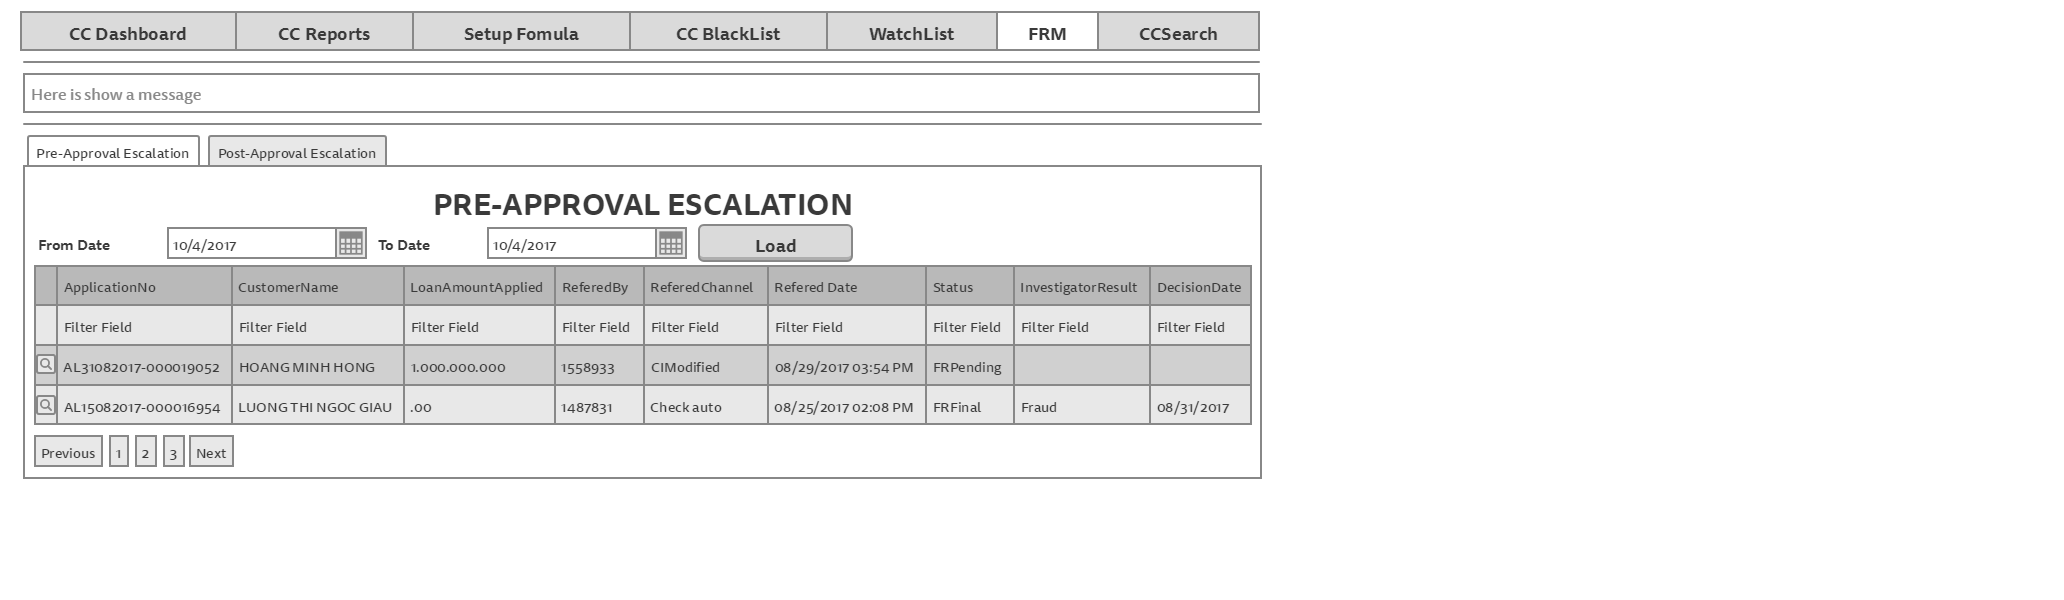 CC Dashboard CC Reports Setup Fomula CC BlackList WatchList FRM CCSearch
Here is show a message
Pre-Approval Escalation Post-Approval Escalation
PRE-APPROVAL ESCALATION
From Date 10/4/2017 To Date 10/4/2017 Load
ApplicationNo CustomerName LoanAmountApplied ReferedBy ReferedChannel Refered Date Status InvestigatorResult DecisionDate
Filter Field Filter Field Filter Field Filter Field Filter Field Filter Field Filter Field Filter Field Filter Field
AL31082017-000019052 HOANG MINH HONG 1.000.000.000 1558933 CIModified 08/29/2017 03:54 PM FRPending
AL15082017-000016954 LUONG THI NGOC GIAU .00 1487831 Check auto 08/25/2017 02:08 PM FRFinal Fraud 08/31/2017
Previous 1 2 3 Next